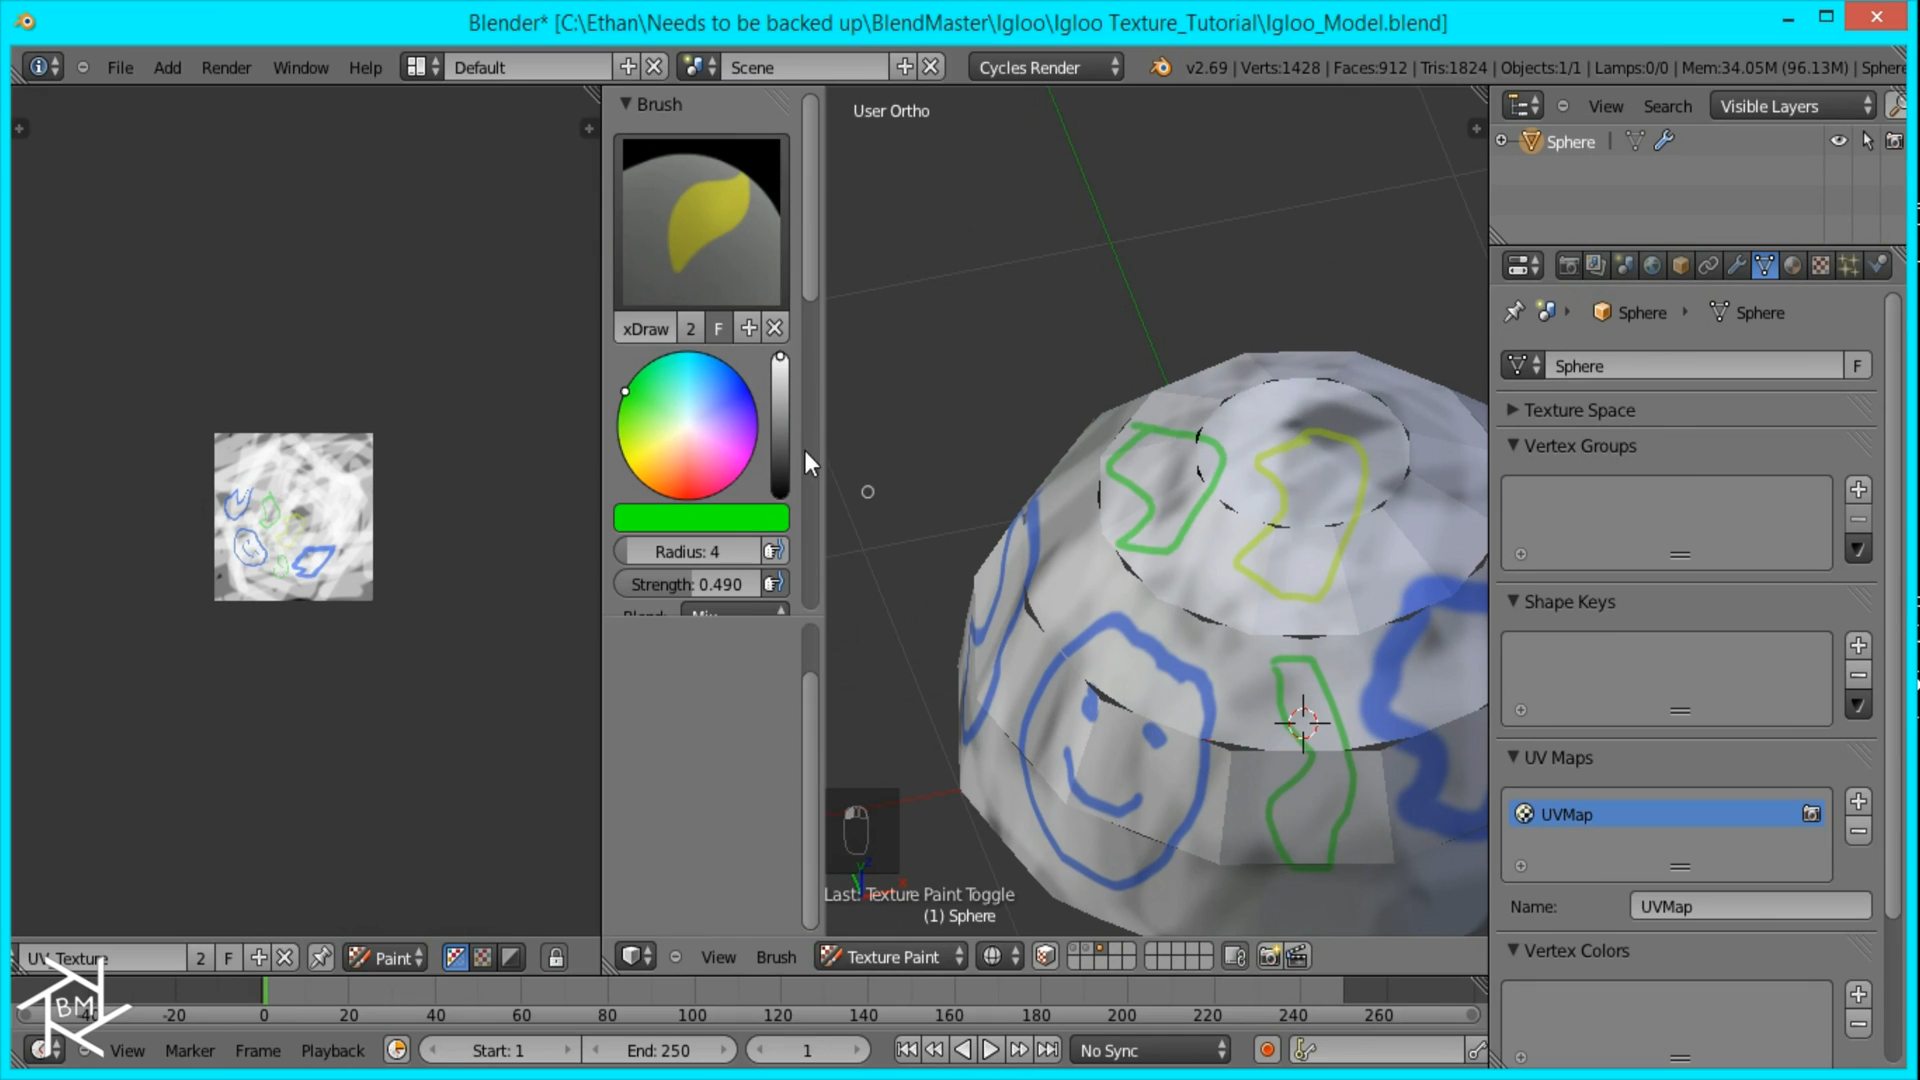 Blender* [C:\Ethan\Needs to be backed up\BlendMaster\Igloo\Igloo Texture_Tutorial\Igloo_Model.blend]
File Add Render Window Help Default Scene Cycles Render v2.69 | Verts:1428 | Faces:912 | Tris:1824 | Objects:1/1 | Lamps:0/0 | Mem:34.05M (96.13M) | Sphere
Brush
User Ortho
View Search Visible Layers
Sphere
xDraw 2 F
Sphere Sphere
Sphere F
Texture Space
Vertex Groups
Radius: 4
Strength: 0.490
Shape Keys
UV Maps
UVMap
Last: Texture Paint Toggle
(1) Sphere
Name: UVMap
Vertex Colors
UV_Texture 2 F Paint View Brush Texture Paint
BM
-40 -20 0 20 40 60 80 100 120 140 160 180 200 220 240 260
View Marker Frame Playback Start: 1 End: 250 1 No Sync